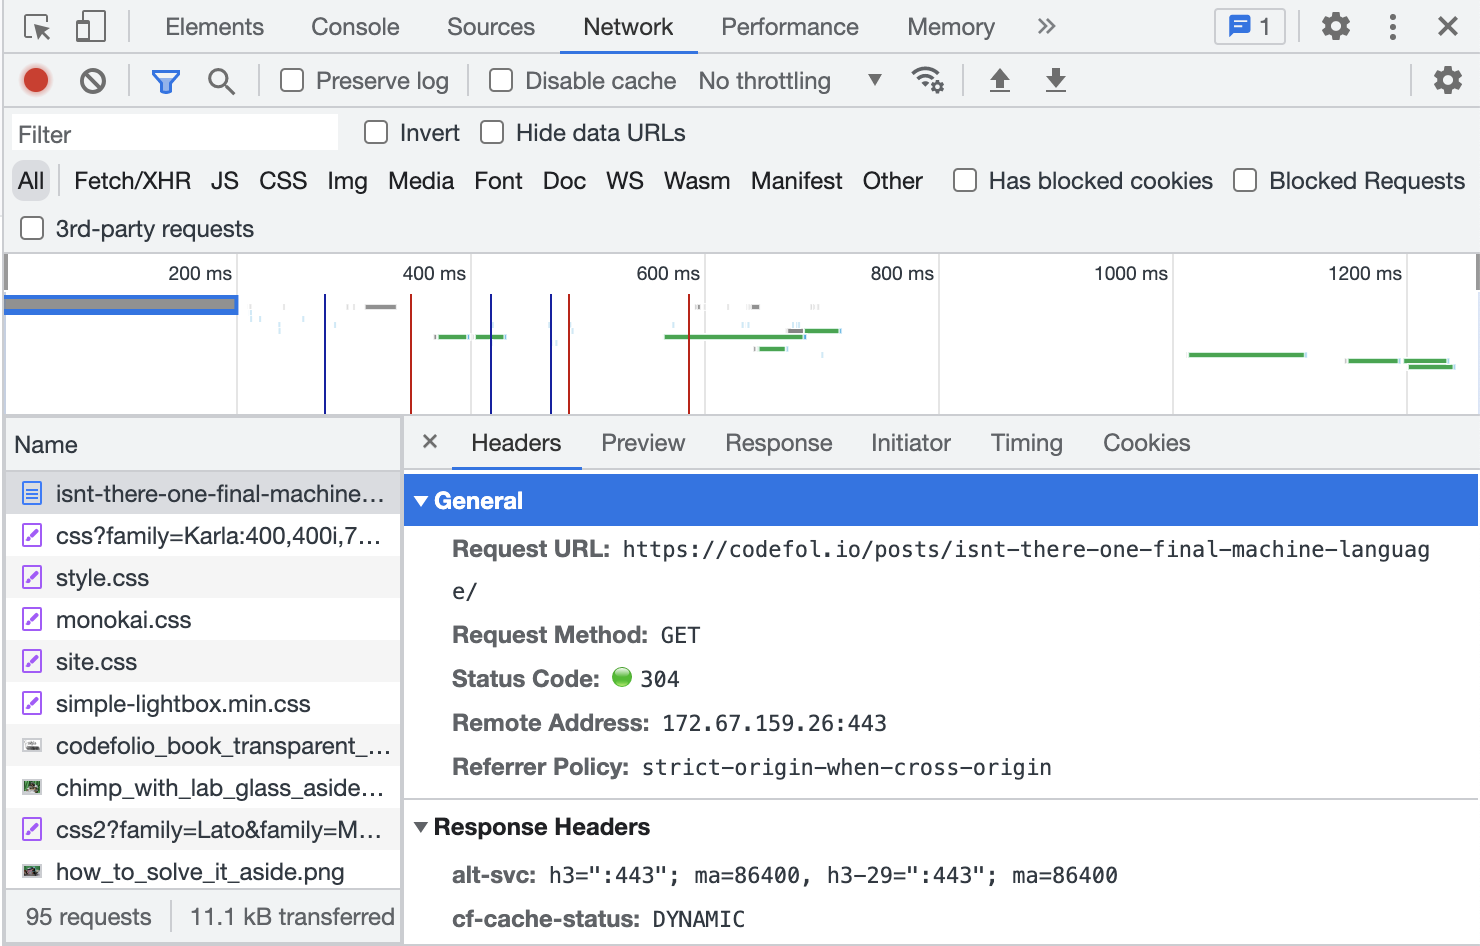 Elements Console Sources Network Performance Memory 1
Preserve log Disable cache No throttling
Filter Invert Hide data URLs
All Fetch/XHR JS CSS Img Media Font Doc WS Wasm Manifest Other Has blocked cookies Blocked Requests
3rd-party requests
200 ms 400 ms 600 ms 800 ms 1000 ms 1200 ms
Name
isnt-there-one-final-machine…
css?family=Karla:400,400i,7…
style.css
monokai.css
site.css
simple-lightbox.min.css
codefolio_book_transparent_…
chimp_with_lab_glass_aside…
css2?family=Lato&family=M…
how_to_solve_it_aside.png
95 requests 11.1 kB transferred
Headers Preview Response Initiator Timing Cookies
General
Request URL: https://codefol.io/posts/isnt-there-one-final-machine-languag
e/
Request Method: GET
Status Code: 304
Remote Address: 172.67.159.26:443
Referrer Policy: strict-origin-when-cross-origin
Response Headers
alt-svc: h3=":443"; ma=86400, h3-29=":443"; ma=86400
cf-cache-status: DYNAMIC